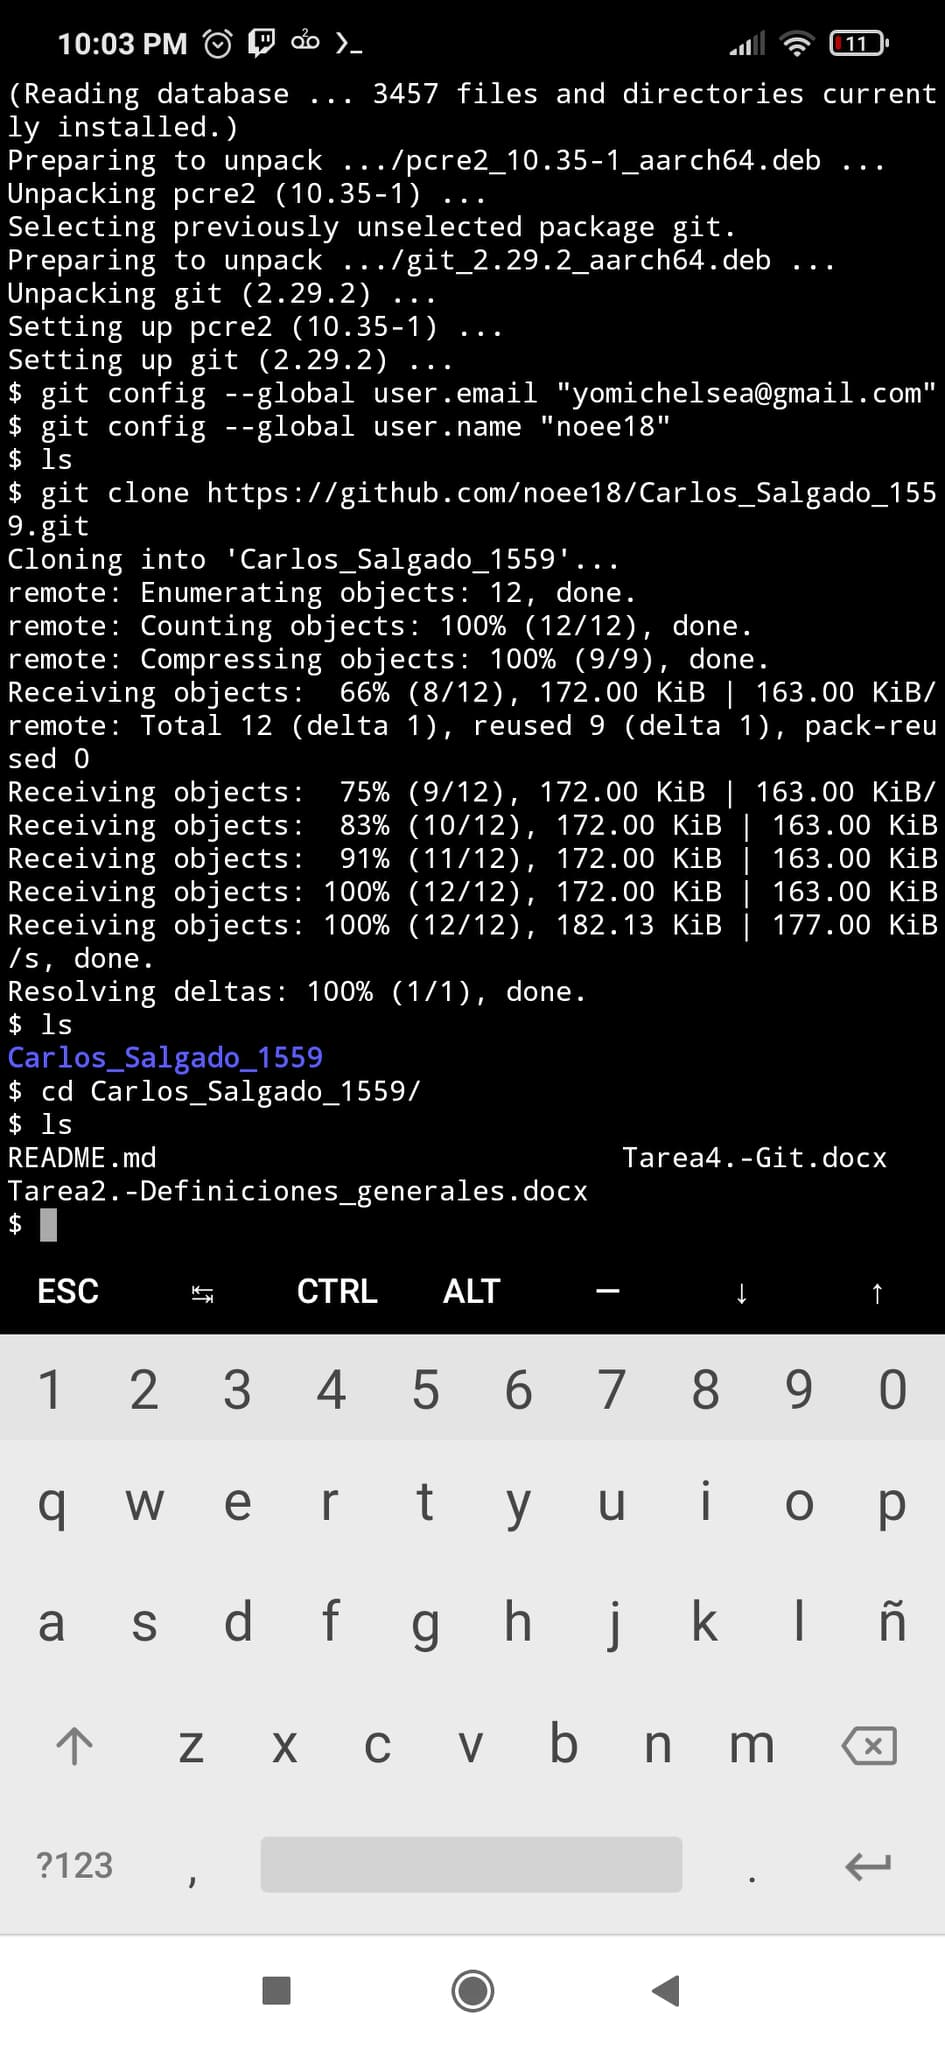 10:03 PM 11
(Reading database ... 3457 files and directories current
ly installed.)
Preparing to unpack .../pcre2_10.35-1_aarch64.deb ...
Unpacking pcre2 (10.35-1) ...
Selecting previously unselected package git.
Preparing to unpack .../git_2.29.2_aarch64.deb ...
Unpacking git (2.29.2) ...
Setting up pcre2 (10.35-1) ...
Setting up git (2.29.2) ...
$ git config --global user.email "yomichelsea@gmail.com"
$ git config --global user.name "noee18"
$ ls
$ git clone https://github.com/noee18/Carlos_Salgado_155
9.git
Cloning into 'Carlos_Salgado_1559'...
remote: Enumerating objects: 12, done.
remote: Counting objects: 100% (12/12), done.
remote: Compressing objects: 100% (9/9), done.
Receiving objects:  66% (8/12), 172.00 KiB | 163.00 KiB/
remote: Total 12 (delta 1), reused 9 (delta 1), pack-reu
sed 0
Receiving objects:  75% (9/12), 172.00 KiB | 163.00 KiB/
Receiving objects:  83% (10/12), 172.00 KiB | 163.00 KiB
Receiving objects:  91% (11/12), 172.00 KiB | 163.00 KiB
Receiving objects: 100% (12/12), 172.00 KiB | 163.00 KiB
Receiving objects: 100% (12/12), 182.13 KiB | 177.00 KiB
/s, done.
Resolving deltas: 100% (1/1), done.
$ ls
Carlos_Salgado_1559
$ cd Carlos_Salgado_1559/
$ ls
README.md Tarea4.-Git.docx
Tarea2.-Definiciones_generales.docx
$
ESC ↹ CTRL ALT — ↓ ↑
1 2 3 4 5 6 7 8 9 0
q w e r t y u i o p
a s d f g h j k l ñ
z x c v b n m
?123 , .